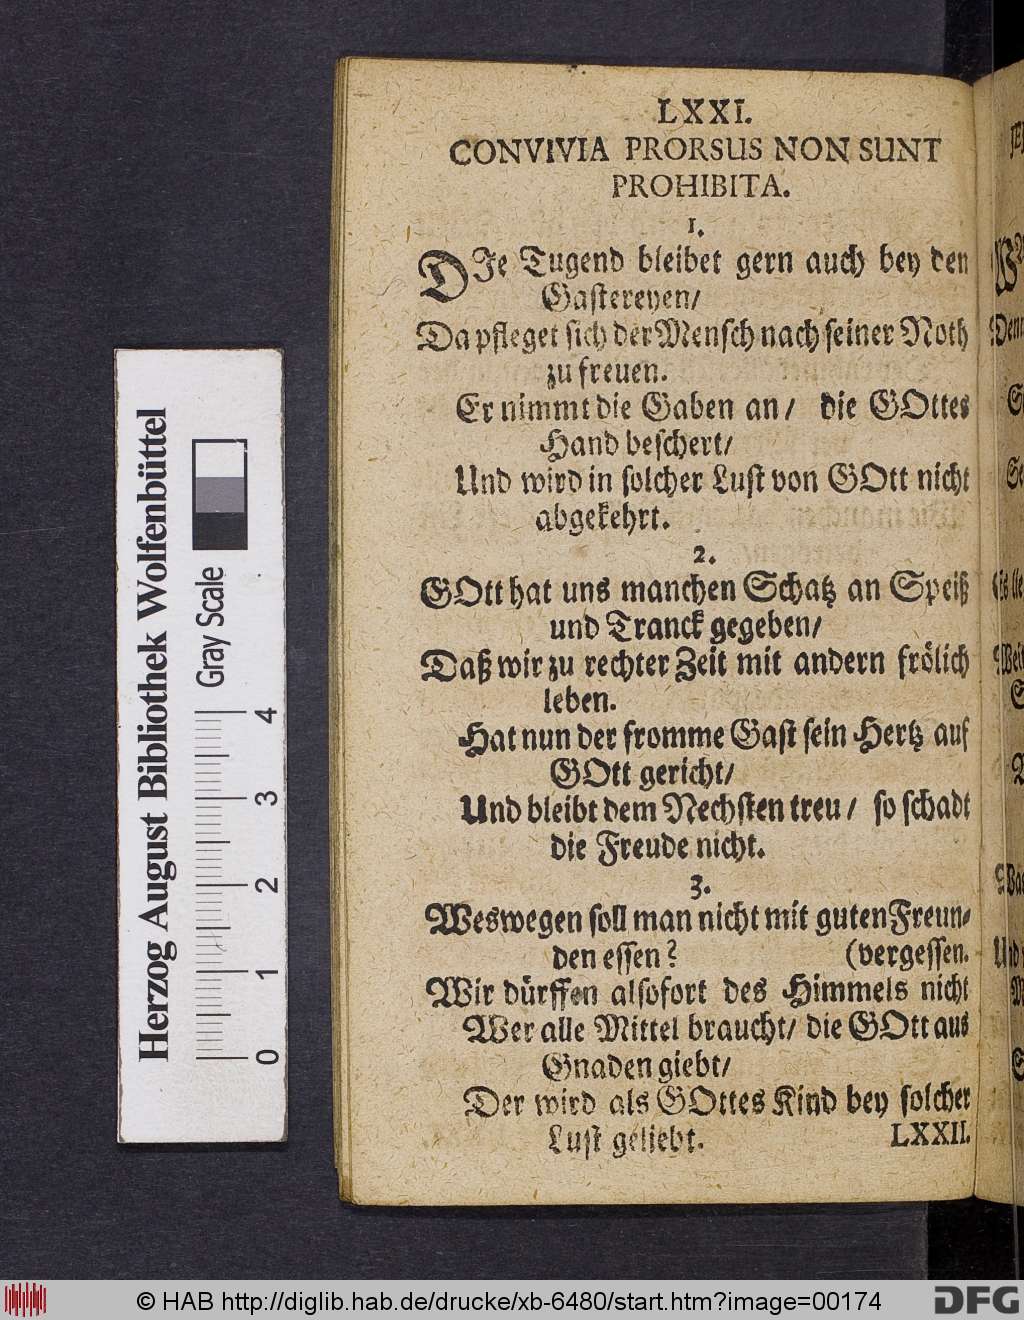 LXXI.
CONVIVIA PRORSUS NON SUNT
PROHIBITA.
1.
DIe Tugend bleibet gern auch bey den
Gastereyen/
Da pfleget sich der Mensch nach seiner Noth
zu freuen.
Er nimmt die Gaben an/ die GOttes
Hand beschert/
Und wird in solcher Lust von GOtt nicht
abgekehrt.
2.
GOtt hat uns manchen Schatz an Speiß
und Tranck gegeben/
Daß wir zu rechter Zeit mit andern frölich
leben.
Hat nun der fromme Gast sein Hertz auf
GOtt gericht/
Und bleibt dem Nechsten treu/ so schadt
die Freude nicht.
3.
Weswegen soll man nicht mit guten Freun-
den essen? (vergessen.
Wir dürffen alsofort des Himmels nicht
Wer alle Mittel braucht/ die GOtt aus
Gnaden giebt/
Der wird als GOttes Kind bey solcher
Lust geliebt. LXXII.
Herzog August Bibliothek Wolfenbüttel
Gray Scale
0 1 2 3 4
© HAB http://diglib.hab.de/drucke/xb-6480/start.htm?image=00174
DFG